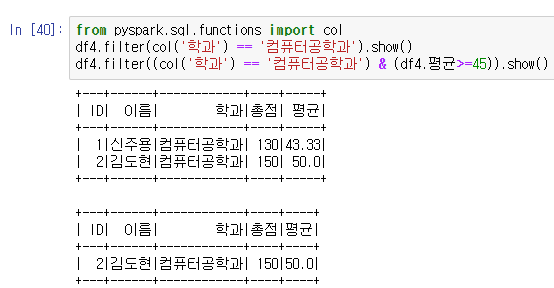 In [40]: from pyspark.sql.functions import col
df4.filter(col('학과') == '컴퓨터공학과').show()
df4.filter((col('학과') == '컴퓨터공학과') & (df4.평균>=45)).show()
+---+------+------------+----+-----+
| ID|  이름|        학과|총점| 평균|
+---+------+------------+----+-----+
|  1|신주용|컴퓨터공학과| 130|43.33|
|  2|김도현|컴퓨터공학과| 150| 50.0|
+---+------+------------+----+-----+
+---+------+------------+----+----+
| ID|  이름|        학과|총점|평균|
+---+------+------------+----+----+
|  2|김도현|컴퓨터공학과| 150|50.0|
+---+------+------------+----+----+